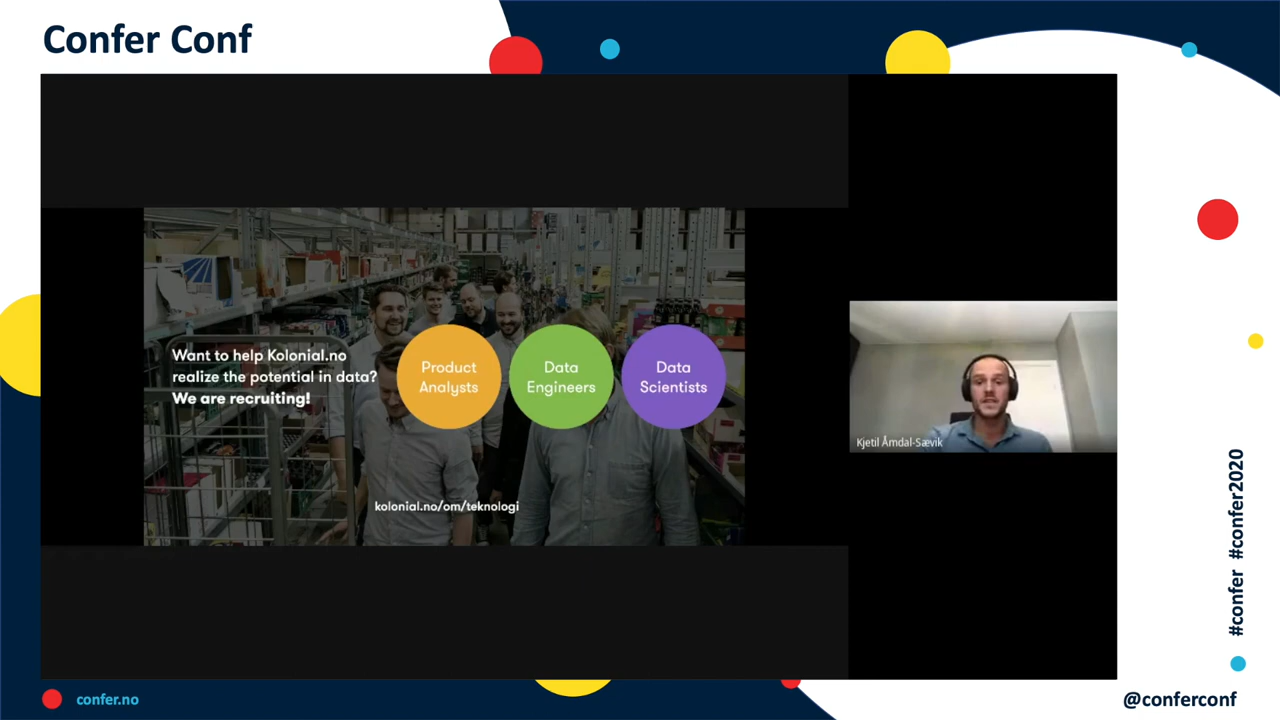 Confer Conf
Want to help Kolonial.no
realize the potential in data?
We are recruiting!
Product
Analysts
Data
Engineers
Data
Scientists
kolonial.no/om/teknologi
Kjetil Åmdal-Sævik
#confer #confer2020
confer.no
@conferconf